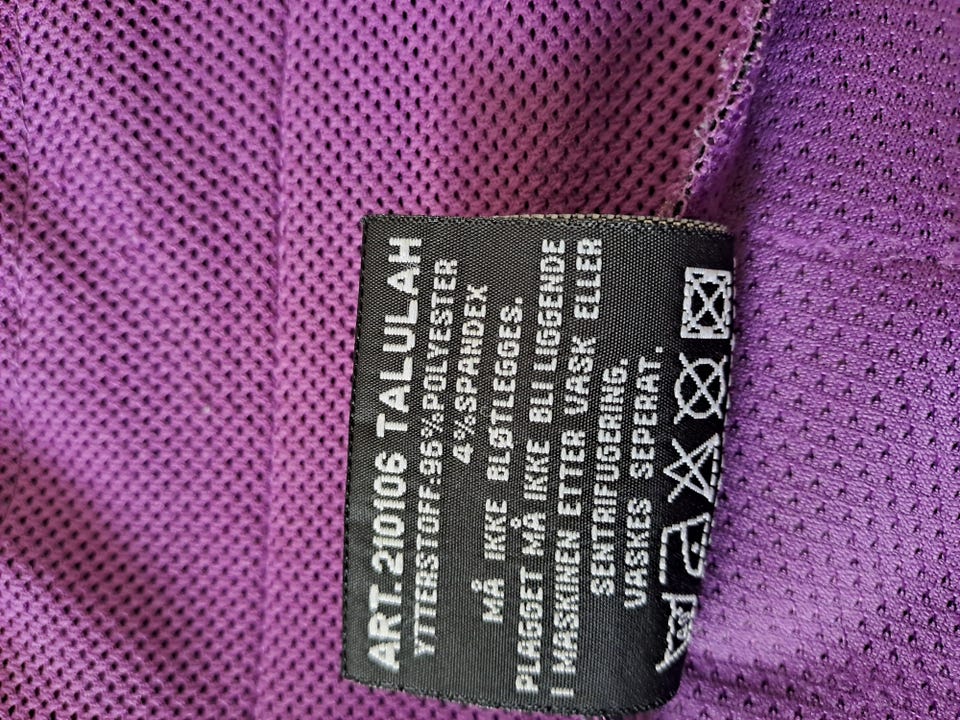 ART.210106 TALULAH
YTTERSTOFF.96%POLYESTER
4%SPANDEX
MÅ IKKE BLØTLEGGES.
PLAGGET MÅ IKKE BLI LIGGENDE
I MASKINEN ETTER VASK ELLER
SENTRIFUGERING.
VASKES SEPERAT.